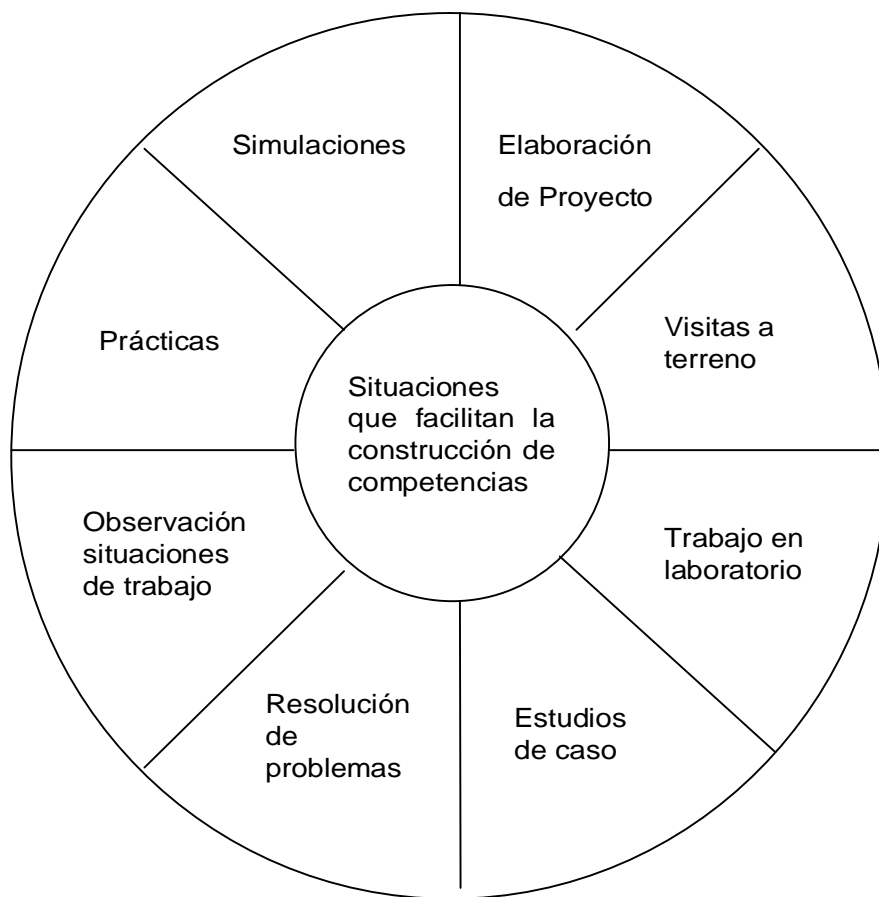 Simulaciones
Elaboración
de Proyecto
Visitas a
terreno
Trabajo en
laboratorio
Estudios
de caso
Resolución
de
problemas
Observación
situaciones
de trabajo
Prácticas
Situaciones
que facilitan la
construcción de
competencias